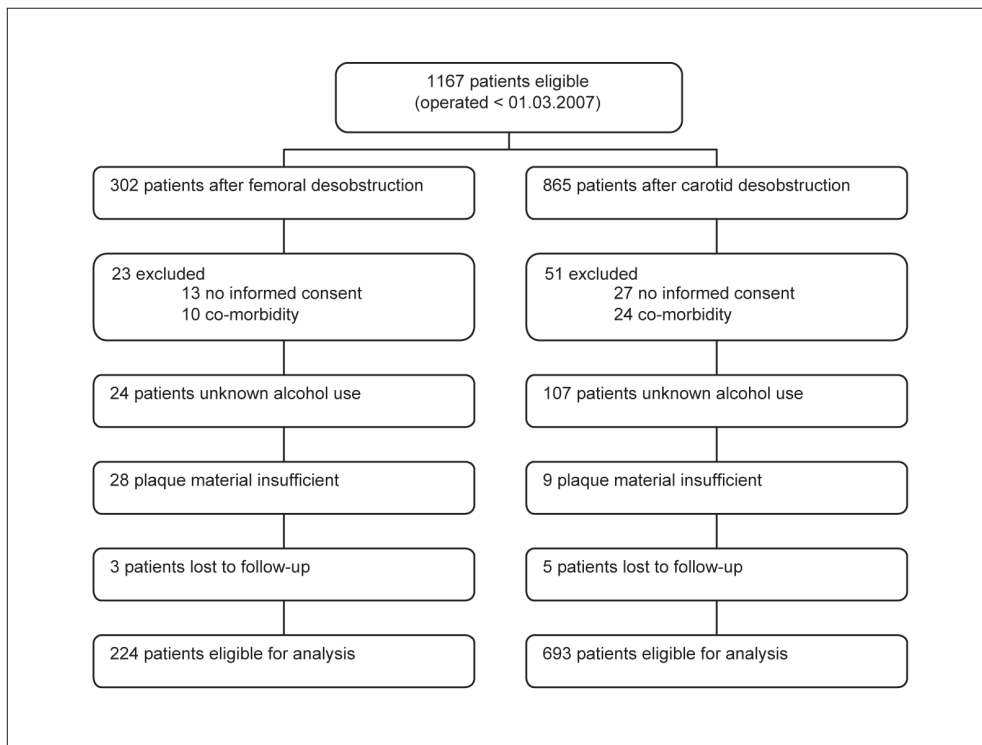 1167 patients eligible
(operated < 01.03.2007)
302 patients after femoral desobstruction
23 excluded
13 no informed consent
10 co-morbidity
24 patients unknown alcohol use
28 plaque material insufficient
3 patients lost to follow-up
224 patients eligible for analysis
865 patients after carotid desobstruction
51 excluded
27 no informed consent
24 co-morbidity
107 patients unknown alcohol use
9 plaque material insufficient
5 patients lost to follow-up
693 patients eligible for analysis